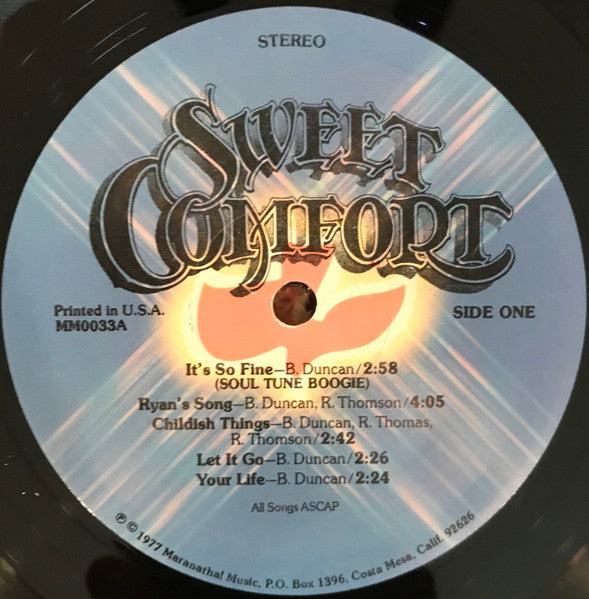 STEREO
SWEET
COMFORT
Printed in U.S.A.
MM0033A
SIDE ONE
It's So Fine—B. Duncan/2:58
(SOUL TUNE BOOGIE)
Ryan's Song—B. Duncan, R. Thomson/4:05
Childish Things—B. Duncan, R. Thomas,
R. Thomson/2:42
Let It Go—B. Duncan/2:26
Your Life—B. Duncan/2:24
All Songs ASCAP
℗ © 1977 Maranatha! Music, P.O. Box 1396, Costa Mesa, Calif. 92626